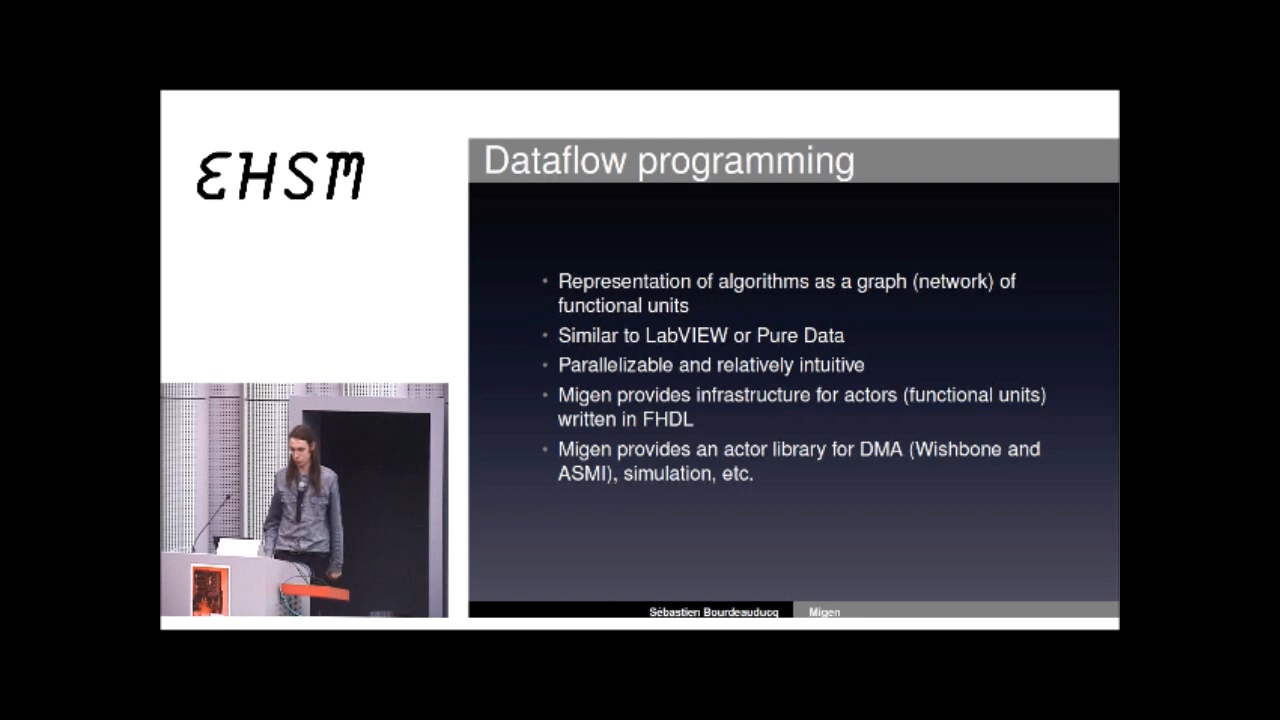 EHSM
Dataflow programming
Representation of algorithms as a graph (network) of
functional units
Similar to LabVIEW or Pure Data
Parallelizable and relatively intuitive
Migen provides infrastructure for actors (functional units)
written in FHDL
Migen provides an actor library for DMA (Wishbone and
ASMI), simulation, etc.
Sébastien Bourdeauducq
Migen